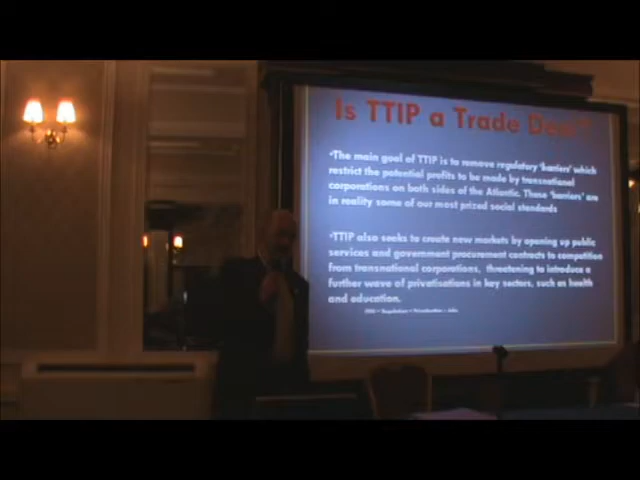 Is TTIP a Trade Deal?
•The main goal of TTIP is to remove regulatory 'barriers' which
restrict the potential profits to be made by transnational
corporations on both sides of the Atlantic. These 'barriers' are
in reality some of our most prized social standards
•TTIP also seeks to create new markets by opening up public
services and government procurement contracts to competition
from transnational corporations, threatening to introduce a
further wave of privatisations in key sectors, such as health
and education.